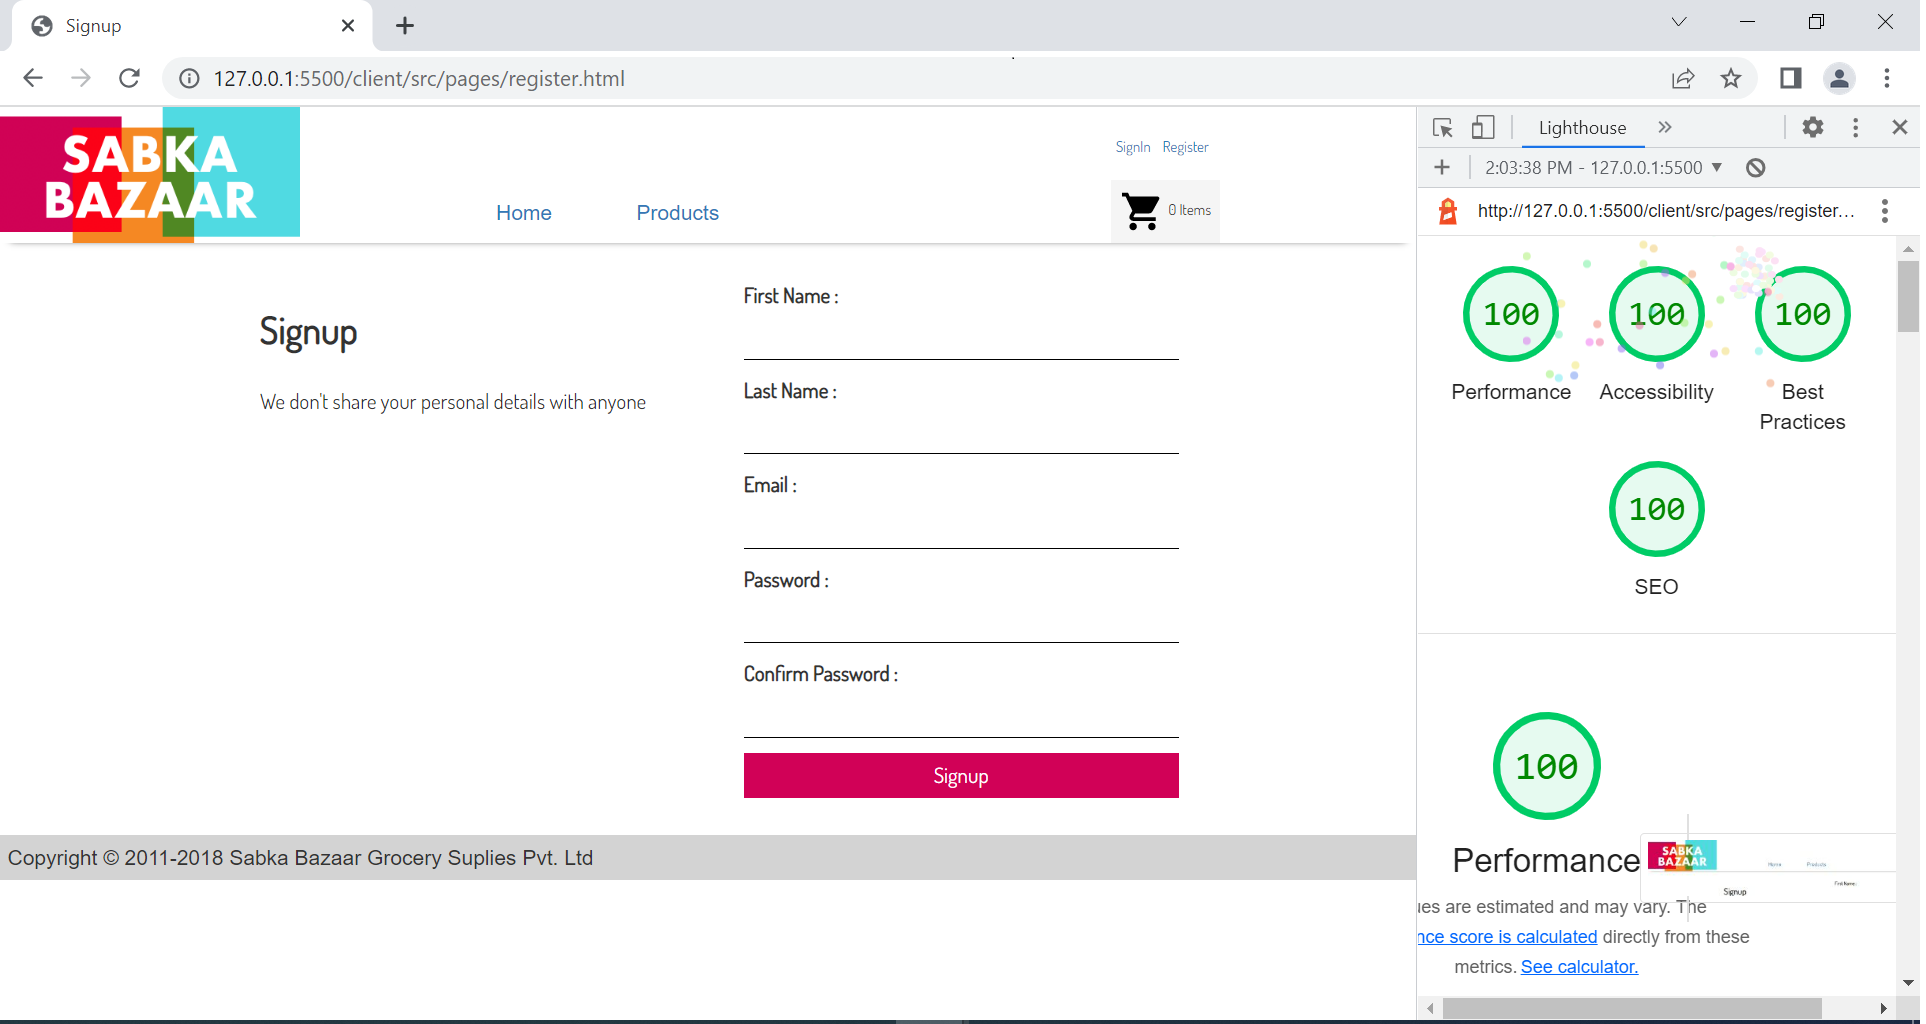 Signup
127.0.0.1:5500/client/src/pages/register.html
SABKA
BAZAAR
Home
Products
SignIn Register
0 Items
Signup
We don't share your personal details with anyone
First Name :
Last Name :
Email :
Password :
Confirm Password :
Signup
Copyright © 2011-2018 Sabka Bazaar Grocery Suplies Pvt. Ltd
Lighthouse
2:03:38 PM - 127.0.0.1:5500
http://127.0.0.1:5500/client/src/pages/register…
100
Performance
100
Accessibility
100
Best
Practices
100
SEO
100
Performance
SABKA
BAZAAR
Home
Products
Signup
First Name :
ues are estimated and may vary. The
nce score is calculated directly from these
metrics. See calculator.